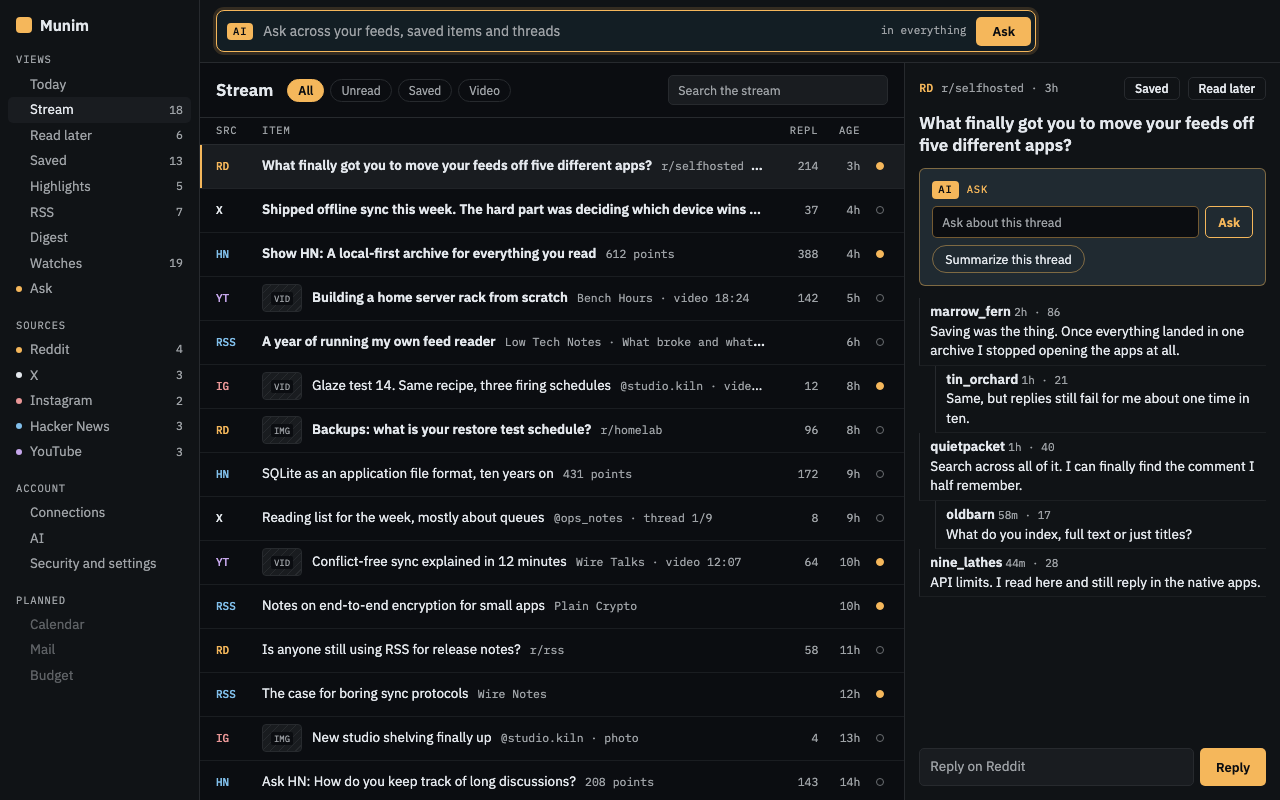 Munim
VIEWS
Today
Stream 18
Read later 6
Saved 13
Highlights 5
RSS 7
Digest
Watches 19
Ask
SOURCES
Reddit 4
X 3
Instagram 2
Hacker News 3
YouTube 3
ACCOUNT
Connections
AI
Security and settings
PLANNED
Calendar
Mail
Budget
AI Ask across your feeds, saved items and threads in everything Ask
Stream All Unread Saved Video Search the stream
SRC ITEM REPL AGE
RD What finally got you to move your feeds off five different apps? r/selfhosted ... 214 3h
X Shipped offline sync this week. The hard part was deciding which device wins ... 37 4h
HN Show HN: A local-first archive for everything you read 612 points 388 4h
YT VID Building a home server rack from scratch Bench Hours · video 18:24 142 5h
RSS A year of running my own feed reader Low Tech Notes · What broke and what... 6h
IG VID Glaze test 14. Same recipe, three firing schedules @studio.kiln · vide... 12 8h
RD IMG Backups: what is your restore test schedule? r/homelab 96 8h
HN SQLite as an application file format, ten years on 431 points 172 9h
X Reading list for the week, mostly about queues @ops_notes · thread 1/9 8 9h
YT VID Conflict-free sync explained in 12 minutes Wire Talks · video 12:07 64 10h
RSS Notes on end-to-end encryption for small apps Plain Crypto 10h
RD Is anyone still using RSS for release notes? r/rss 58 11h
RSS The case for boring sync protocols Wire Notes 12h
IG IMG New studio shelving finally up @studio.kiln · photo 4 13h
HN Ask HN: How do you keep track of long discussions? 208 points 143 14h
RD r/selfhosted · 3h Saved Read later
What finally got you to move your feeds off
five different apps?
AI ASK
Ask about this thread Ask
Summarize this thread
marrow_fern 2h · 86
Saving was the thing. Once everything landed in one
archive I stopped opening the apps at all.
tin_orchard 1h · 21
Same, but replies still fail for me about one time in
ten.
quietpacket 1h · 40
Search across all of it. I can finally find the comment I
half remember.
oldbarn 58m · 17
What do you index, full text or just titles?
nine_lathes 44m · 28
API limits. I read here and still reply in the native apps.
Reply on Reddit Reply